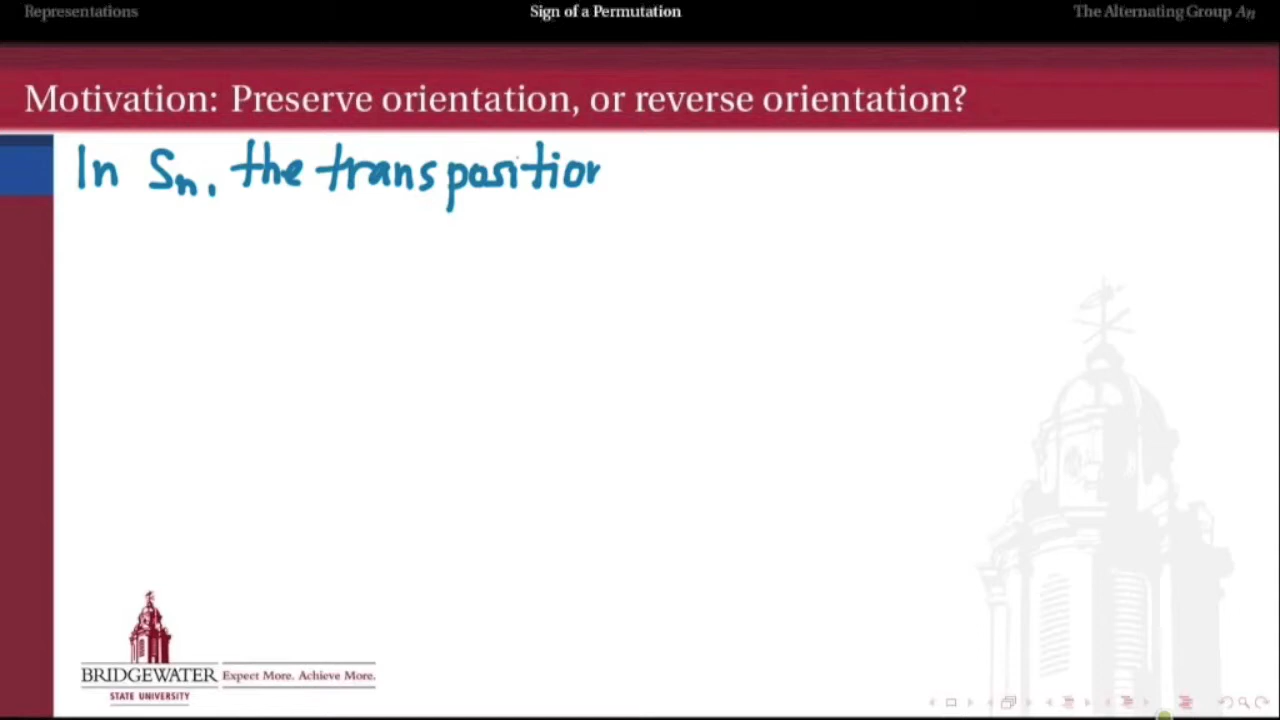 Representations
Sign of a Permutation
The Alternating Group Aₙ
Motivation: Preserve orientation, or reverse orientation?
In Sₙ, the transposition
BRIDGEWATER
STATE UNIVERSITY
Expect More. Achieve More.